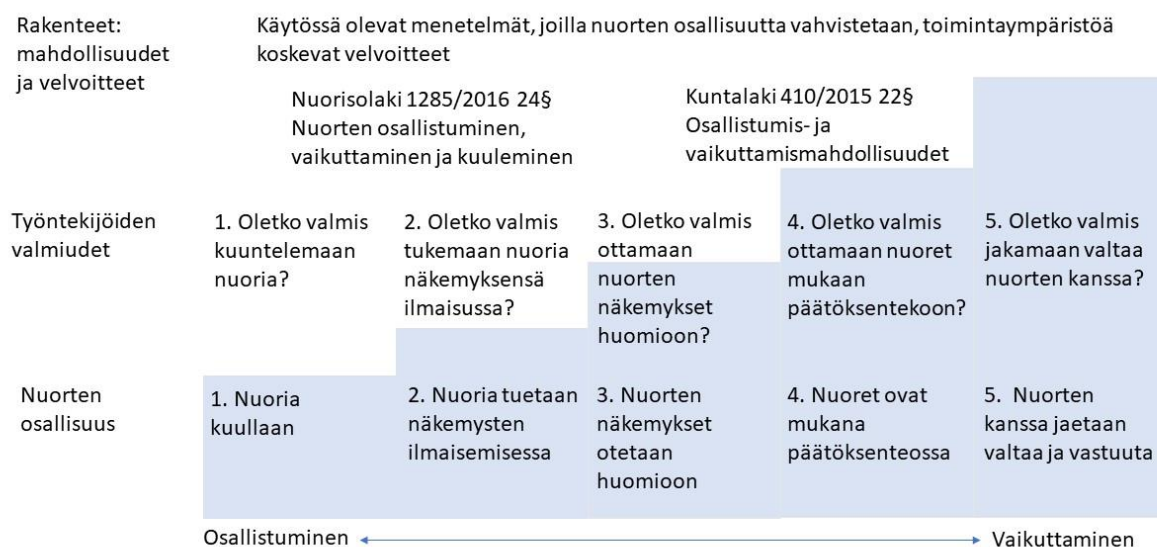 Rakenteet:
mahdollisuudet
ja velvoitteet
Käytössä olevat menetelmät, joilla nuorten osallisuutta vahvistetaan, toimintaympäristöä
koskevat velvoitteet
Nuorisolaki 1285/2016 24§
Nuorten osallistuminen,
vaikuttaminen ja kuuleminen
Kuntalaki 410/2015 22§
Osallistumis- ja
vaikuttamismahdollisuudet
Työntekijöiden
valmiudet
1. Oletko valmis
kuuntelemaan
nuoria?
2. Oletko valmis
tukemaan nuoria
näkemyksensä
ilmaisussa?
3. Oletko valmis
ottamaan
nuorten
näkemykset
huomioon?
4. Oletko valmis
ottamaan nuoret
mukaan
päätöksentekoon?
5. Oletko valmis
jakamaan valtaa
nuorten kanssa?
Nuorten
osallisuus
1. Nuoria
kuullaan
2. Nuoria tuetaan
näkemysten
ilmaisemisessa
3. Nuorten
näkemykset
otetaan
huomioon
4. Nuoret ovat
mukana
päätöksenteossa
5. Nuorten
kanssa jaetaan
valtaa ja vastuuta
Osallistuminen
Vaikuttaminen